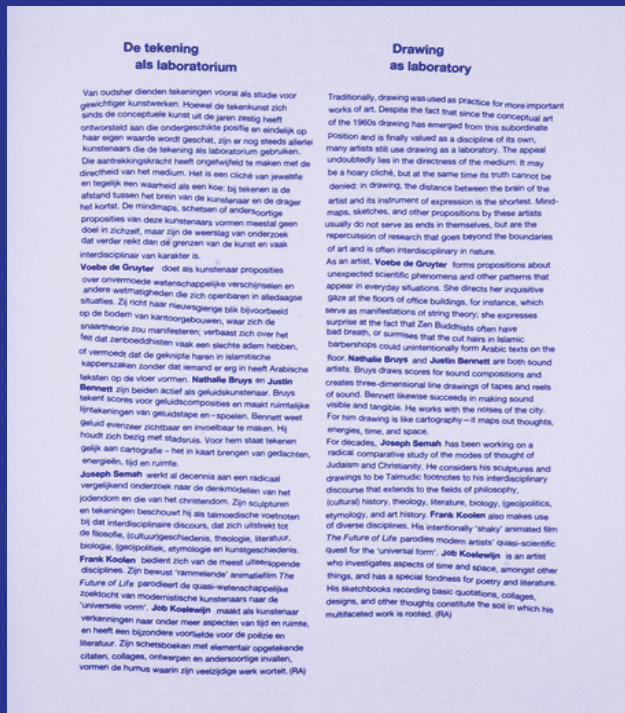 De tekening
als laboratorium
Van oudsher dienden tekeningen vooral als studie voor
gewichtiger kunstwerken. Hoewel de tekenkunst zich
sinds de conceptuele kunst uit de jaren zestig heeft
ontworsteld aan die ondergeschikte positie en eindelijk op
haar eigen waarde wordt geschat, zijn er nog steeds allerlei
kunstenaars die de tekening als laboratorium gebruiken.
Die aantrekkingskracht heeft ongetwijfeld te maken met de
directheid van het medium. Het is een cliché van jewelste
en tegelijk een waarheid als een koe: bij tekenen is de
afstand tussen het brein van de kunstenaar en de drager
het kortst. De mindmaps, schetsen of andersoortige
proposities van deze kunstenaars vormen meestal geen
doel in zichzelf, maar zijn de weerslag van onderzoek
dat verder reikt dan de grenzen van de kunst en vaak
interdisciplinair van karakter is.
Voebe de Gruyter doet als kunstenaar proposities
over onvermoede wetenschappelijke verschijnselen en
andere wetmatigheden die zich openbaren in alledaagse
situaties. Zij richt haar nieuwsgierige blik bijvoorbeeld
op de bodem van kantoorgebouwen, waar zich de
snaartheorie zou manifesteren; verbaast zich over het
feit dat zenboeddhisten vaak een slechte adem hebben,
of vermoedt dat de geknipte haren in islamitische
kapperszaken zonder dat iemand er erg in heeft Arabische
teksten op de vloer vormen. Nathalie Bruys en Justin
Bennett zijn beiden actief als geluidskunstenaar. Bruys
tekent scores voor geluidscomposities en maakt ruimtelijke
lijntekeningen van geluidstape en –spoelen. Bennett weet
geluid evenzeer zichtbaar en invoelbaar te maken. Hij
houdt zich bezig met stadsruis. Voor hem staat tekenen
gelijk aan cartografie – het in kaart brengen van gedachten,
energieën, tijd en ruimte.
Joseph Semah werkt al decennia aan een radicaal
vergelijkend onderzoek naar de denkmodellen van het
jodendom en die van het christendom. Zijn sculpturen
en tekeningen beschouwt hij als talmoedische voetnoten
bij dat interdisciplinaire discours, dat zich uitstrekt tot
de filosofie, (cultuur)geschiedenis, theologie, literatuur,
biologie, (geo)politiek, etymologie en kunstgeschiedenis.
Frank Koolen bedient zich van de meest uiteenlopende
disciplines. Zijn bewust 'rammelende' animatiefilm The
Future of Life parodieert de quasi-wetenschappelijke
zoektocht van modernistische kunstenaars naar de
'universele vorm'. Job Koelewijn maakt als kunstenaar
verkenningen naar onder meer aspecten van tijd en ruimte,
en heeft een bijzondere voorliefde voor de poëzie en
literatuur. Zijn schetsboeken met elementair opgetekende
citaten, collages, ontwerpen en andersoortige invallen,
vormen de humus waarin zijn veelzijdige werk wortelt. (RA)
Drawing
as laboratory
Traditionally, drawing was used as practice for more important
works of art. Despite the fact that since the conceptual art
of the 1960s drawing has emerged from this subordinate
position and is finally valued as a discipline of its own,
many artists still use drawing as a laboratory. The appeal
undoubtedly lies in the directness of the medium. It may
be a hoary cliché, but at the same time its truth cannot be
denied: in drawing, the distance between the brain of the
artist and its instrument of expression is the shortest. Mind-
maps, sketches, and other propositions by these artists
usually do not serve as ends in themselves, but are the
repercussion of research that goes beyond the boundaries
of art and is often interdisciplinary in nature.
As an artist, Voebe de Gruyter forms propositions about
unexpected scientific phenomena and other patterns that
appear in everyday situations. She directs her inquisitive
gaze at the floors of office buildings, for instance, which
serve as manifestations of string theory; she expresses
surprise at the fact that Zen Buddhists often have
bad breath, or surmises that the cut hairs in Islamic
barbershops could unintentionally form Arabic texts on the
floor. Nathalie Bruys and Justin Bennett are both sound
artists. Bruys draws scores for sound compositions and
creates three-dimensional line drawings of tapes and reels
of sound. Bennett likewise succeeds in making sound
visible and tangible. He works with the noises of the city.
For him drawing is like cartography—it maps out thoughts,
energies, time, and space.
For decades, Joseph Semah has been working on a
radical comparative study of the modes of thought of
Judaism and Christianity. He considers his sculptures and
drawings to be Talmudic footnotes to his interdisciplinary
discourse that extends to the fields of philosophy,
(cultural) history, theology, literature, biology, (geo)politics,
etymology, and art history. Frank Koolen also makes use
of diverse disciplines. His intentionally 'shaky' animated film
The Future of Life parodies modern artists' quasi-scientific
quest for the 'universal form'. Job Koelewijn is an artist
who investigates aspects of time and space, amongst other
things, and has a special fondness for poetry and literature.
His sketchbooks recording basic quotations, collages,
designs, and other thoughts constitute the soil in which his
multifaceted work is rooted. (RA)